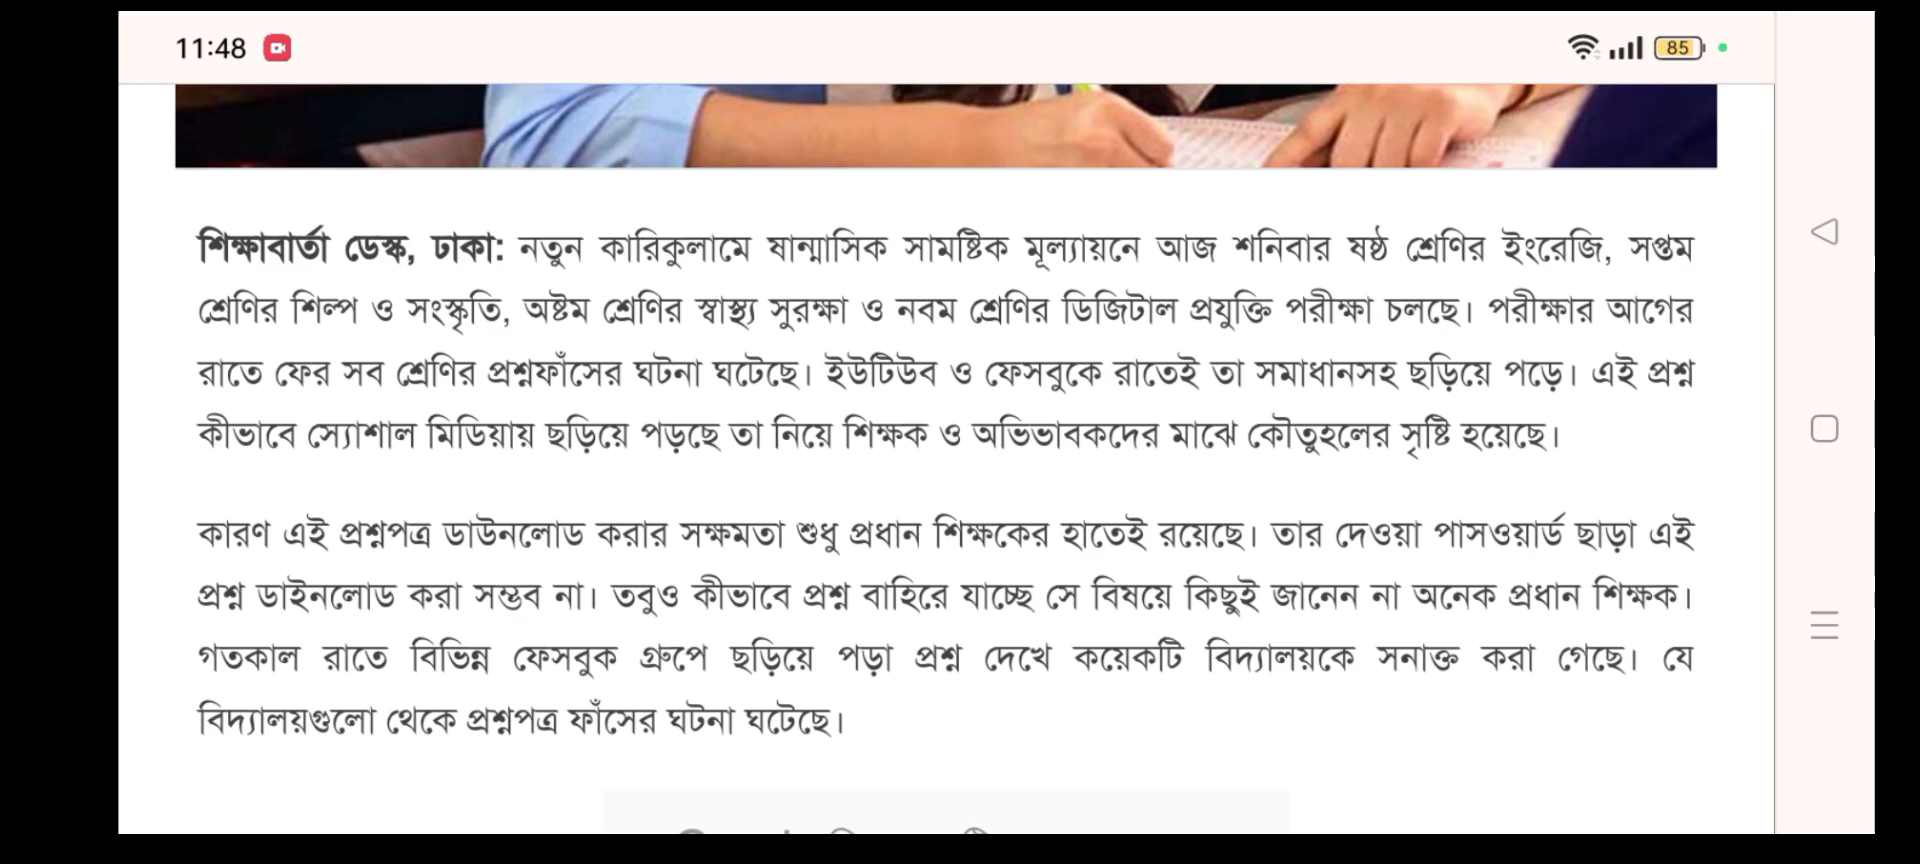 11:48
85
শিক্ষাবার্তা ডেস্ক, ঢাকা: নতুন কারিকুলামে ষান্মাসিক সামষ্টিক মূল্যায়নে আজ শনিবার ষষ্ঠ শ্রেণির ইংরেজি, সপ্তম
শ্রেণির শিল্প ও সংস্কৃতি, অষ্টম শ্রেণির স্বাস্থ্য সুরক্ষা ও নবম শ্রেণির ডিজিটাল প্রযুক্তি পরীক্ষা চলছে। পরীক্ষার আগের
রাতে ফের সব শ্রেণির প্রশ্নফাঁসের ঘটনা ঘটেছে। ইউটিউব ও ফেসবুকে রাতেই তা সমাধানসহ ছড়িয়ে পড়ে। এই প্রশ্ন
কীভাবে স্যোশাল মিডিয়ায় ছড়িয়ে পড়ছে তা নিয়ে শিক্ষক ও অভিভাবকদের মাঝে কৌতুহলের সৃষ্টি হয়েছে।
কারণ এই প্রশ্নপত্র ডাউনলোড করার সক্ষমতা শুধু প্রধান শিক্ষকের হাতেই রয়েছে। তার দেওয়া পাসওয়ার্ড ছাড়া এই
প্রশ্ন ডাইনলোড করা সম্ভব না। তবুও কীভাবে প্রশ্ন বাহিরে যাচ্ছে সে বিষয়ে কিছুই জানেন না অনেক প্রধান শিক্ষক।
গতকাল রাতে বিভিন্ন ফেসবুক গ্রুপে ছড়িয়ে পড়া প্রশ্ন দেখে কয়েকটি বিদ্যালয়কে সনাক্ত করা গেছে। যে
বিদ্যালয়গুলো থেকে প্রশ্নপত্র ফাঁসের ঘটনা ঘটেছে।